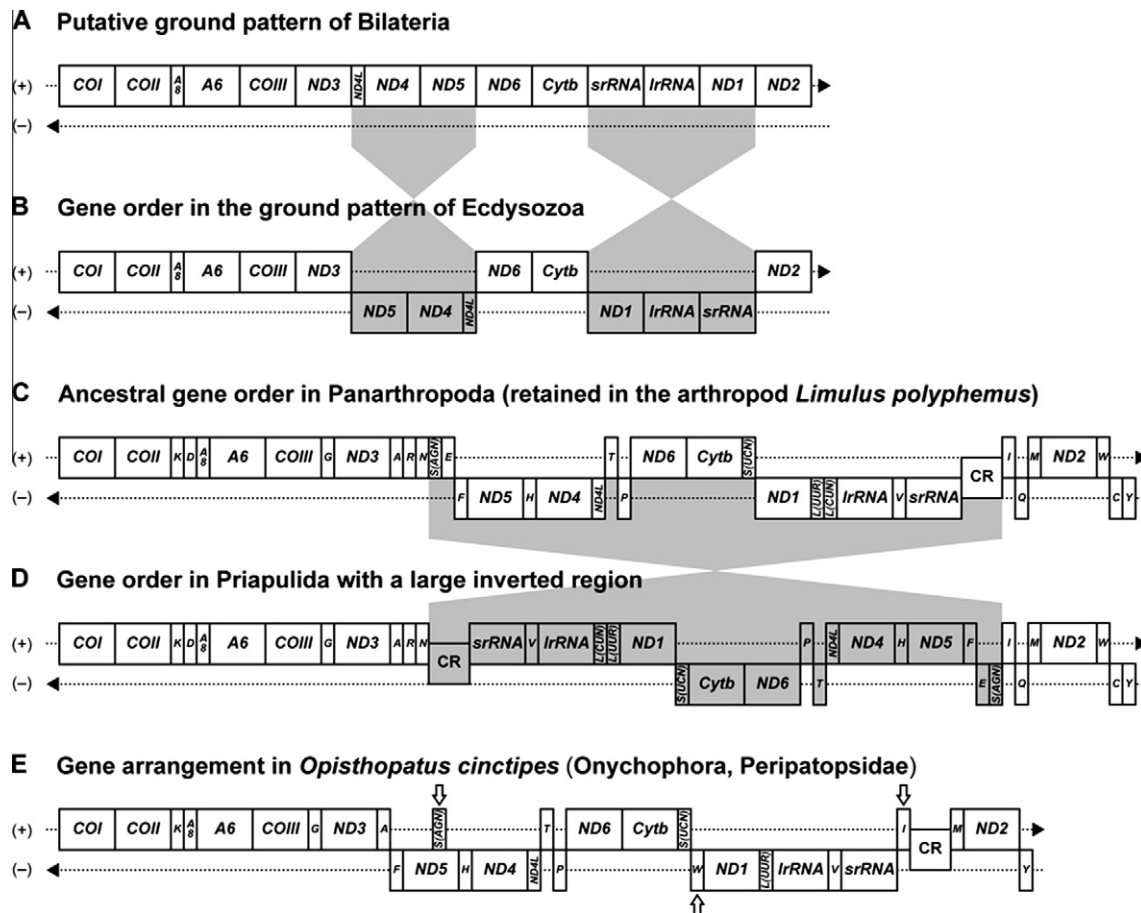 A Putative ground pattern of Bilateria
(+) COI COII A8 A6 COIII ND3 ND4L ND4 ND5 ND6 Cytb srRNA lrRNA ND1 ND2
(–)
B Gene order in the ground pattern of Ecdysozoa
(+) COI COII A8 A6 COIII ND3 ND6 Cytb ND2
(–) ND5 ND4 ND4L ND1 lrRNA srRNA
C Ancestral gene order in Panarthropoda (retained in the arthropod Limulus polyphemus)
(+) COI COII K D A8 A6 COIII G ND3 A R N S(AGN) E T ND6 Cytb S(UCN) CR I M ND2 W
(–) F ND5 H ND4 ND4L P ND1 L(UUR) L(CUN) lrRNA V srRNA Q C Y
D Gene order in Priapulida with a large inverted region
(+) COI COII K D A8 A6 COIII G ND3 A R N CR srRNA V lrRNA L(CUN) L(UUR) ND1 P ND4L ND4 H ND5 F I M ND2 W
(–) S(UCN) Cytb ND6 T E S(AGN) Q C Y
E Gene arrangement in Opisthopatus cinctipes (Onychophora, Peripatopsidae)
(+) COI COII K A8 A6 COIII G ND3 A S(AGN) T ND6 Cytb S(UCN) I CR M ND2
(–) F ND5 H ND4 ND4L P W ND1 L(UUR) lrRNA V srRNA Y